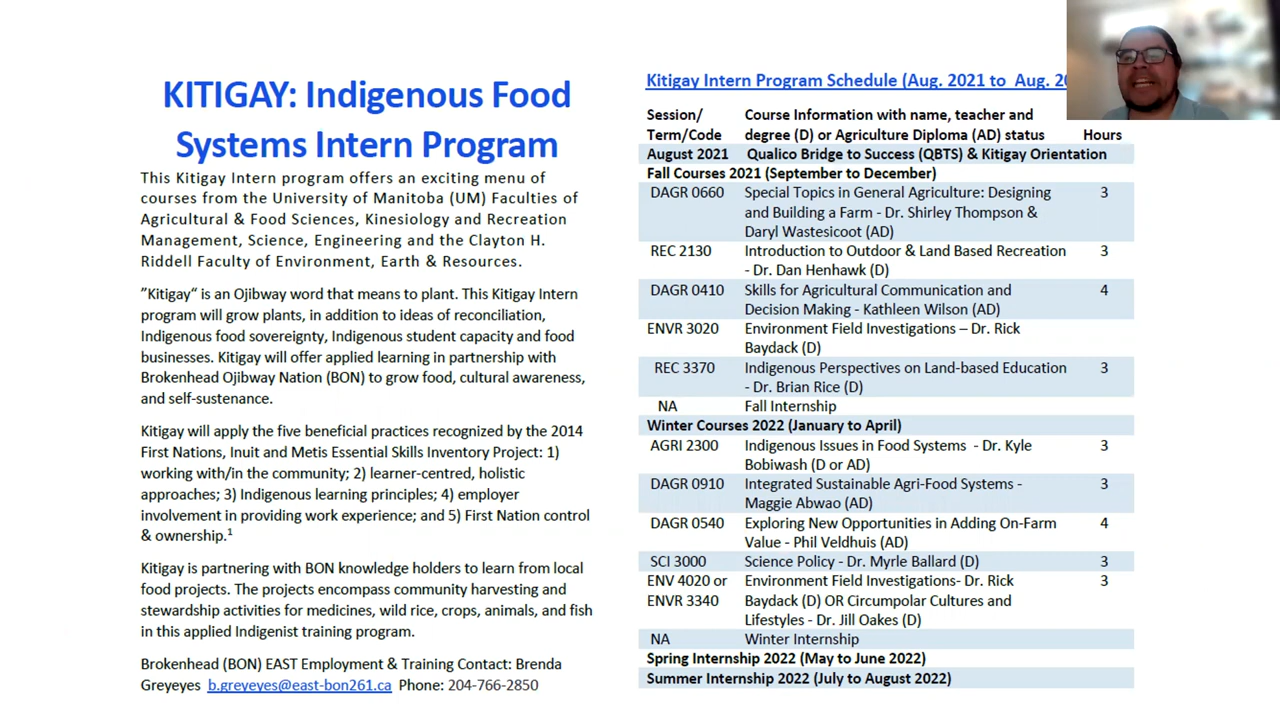 KITIGAY: Indigenous Food
Systems Intern Program
This Kitigay Intern program offers an exciting menu of
courses from the University of Manitoba (UM) Faculties of
Agricultural & Food Sciences, Kinesiology and Recreation
Management, Science, Engineering and the Clayton H.
Riddell Faculty of Environment, Earth & Resources.
”Kitigay“ is an Ojibway word that means to plant. This Kitigay Intern
program will grow plants, in addition to ideas of reconciliation,
Indigenous food sovereignty, Indigenous student capacity and food
businesses. Kitigay will offer applied learning in partnership with
Brokenhead Ojibway Nation (BON) to grow food, cultural awareness,
and self-sustenance.
Kitigay will apply the five beneficial practices recognized by the 2014
First Nations, Inuit and Metis Essential Skills Inventory Project: 1)
working with/in the community; 2) learner-centred, holistic
approaches; 3) Indigenous learning principles; 4) employer
involvement in providing work experience; and 5) First Nation control
& ownership.¹
Kitigay is partnering with BON knowledge holders to learn from local
food projects. The projects encompass community harvesting and
stewardship activities for medicines, wild rice, crops, animals, and fish
in this applied Indigenist training program.
Brokenhead (BON) EAST Employment & Training Contact: Brenda
Greyeyes b.greyeyes@east-bon261.ca Phone: 204-766-2850
Kitigay Intern Program Schedule (Aug. 2021 to Aug. 20
Session/ Course Information with name, teacher and
Term/Code degree (D) or Agriculture Diploma (AD) status Hours
August 2021 Qualico Bridge to Success (QBTS) & Kitigay Orientation
Fall Courses 2021 (September to December)
DAGR 0660 Special Topics in General Agriculture: Designing 3
and Building a Farm - Dr. Shirley Thompson &
Daryl Wastesicoot (AD)
REC 2130 Introduction to Outdoor & Land Based Recreation 3
- Dr. Dan Henhawk (D)
DAGR 0410 Skills for Agricultural Communication and 4
Decision Making - Kathleen Wilson (AD)
ENVR 3020 Environment Field Investigations – Dr. Rick
Baydack (D)
REC 3370 Indigenous Perspectives on Land-based Education 3
- Dr. Brian Rice (D)
NA Fall Internship
Winter Courses 2022 (January to April)
AGRI 2300 Indigenous Issues in Food Systems - Dr. Kyle 3
Bobiwash (D or AD)
DAGR 0910 Integrated Sustainable Agri-Food Systems - 3
Maggie Abwao (AD)
DAGR 0540 Exploring New Opportunities in Adding On-Farm 4
Value - Phil Veldhuis (AD)
SCI 3000 Science Policy - Dr. Myrle Ballard (D) 3
ENV 4020 or Environment Field Investigations- Dr. Rick 3
ENVR 3340 Baydack (D) OR Circumpolar Cultures and
Lifestyles - Dr. Jill Oakes (D)
NA Winter Internship
Spring Internship 2022 (May to June 2022)
Summer Internship 2022 (July to August 2022)